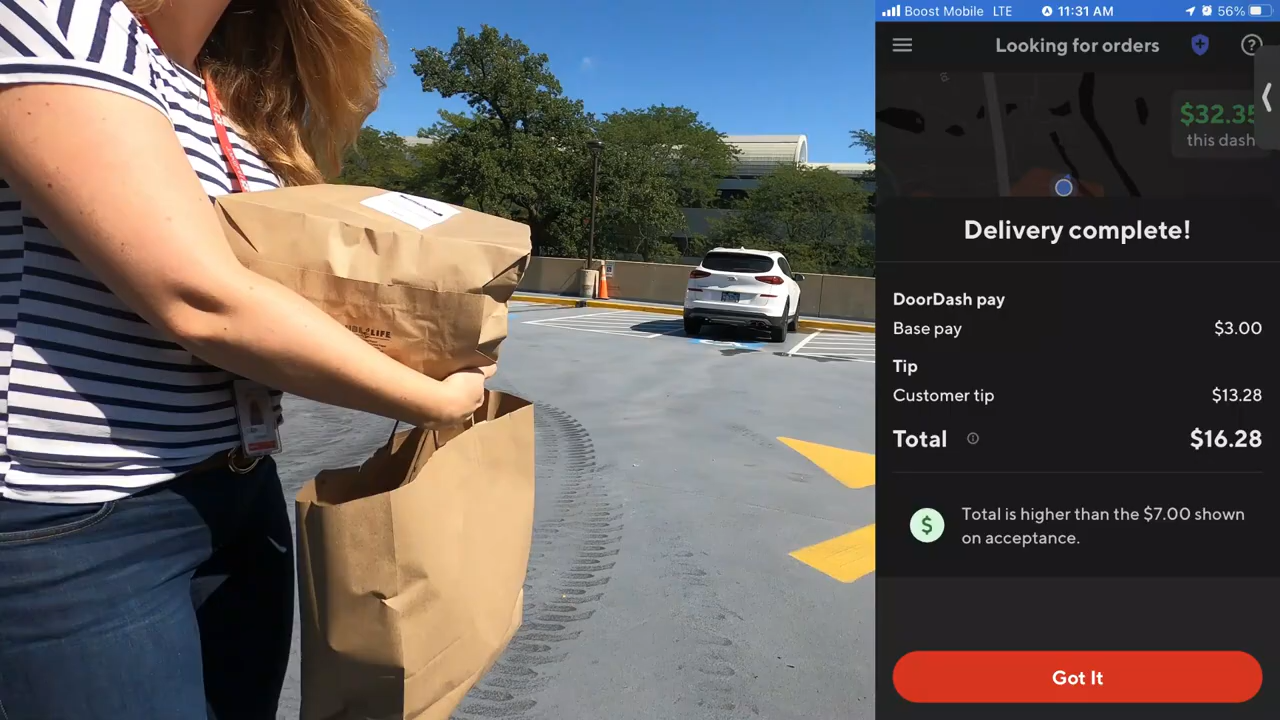 Boost Mobile LTE 11:31 AM 56%
Looking for orders
$32.35
this dash
Delivery complete!
DoorDash pay
Base pay $3.00
Tip
Customer tip $13.28
Total $16.28
$ Total is higher than the $7.00 shown
on acceptance.
Got It